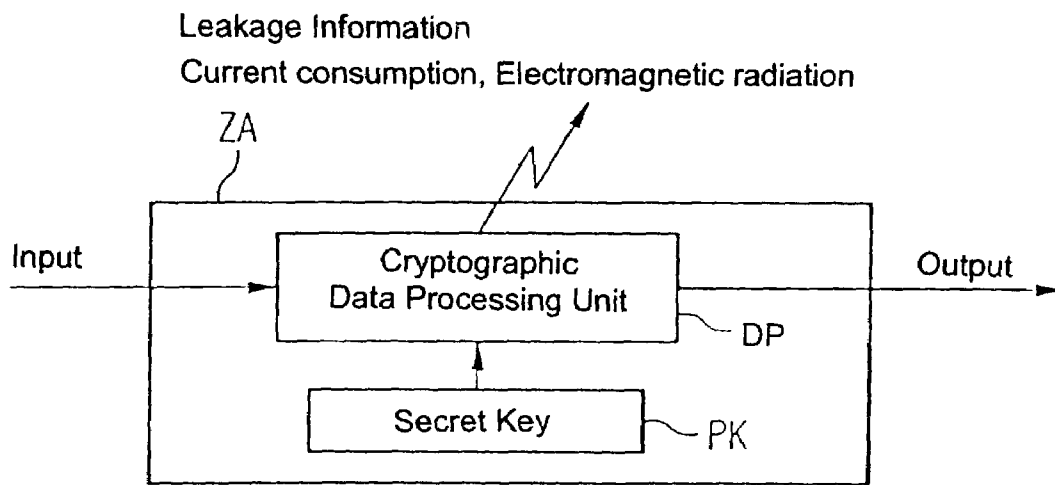 Leakage Information
Current consumption, Electromagnetic radiation
ZA
Input
Cryptographic
Data Processing Unit
Output
DP
Secret Key
PK